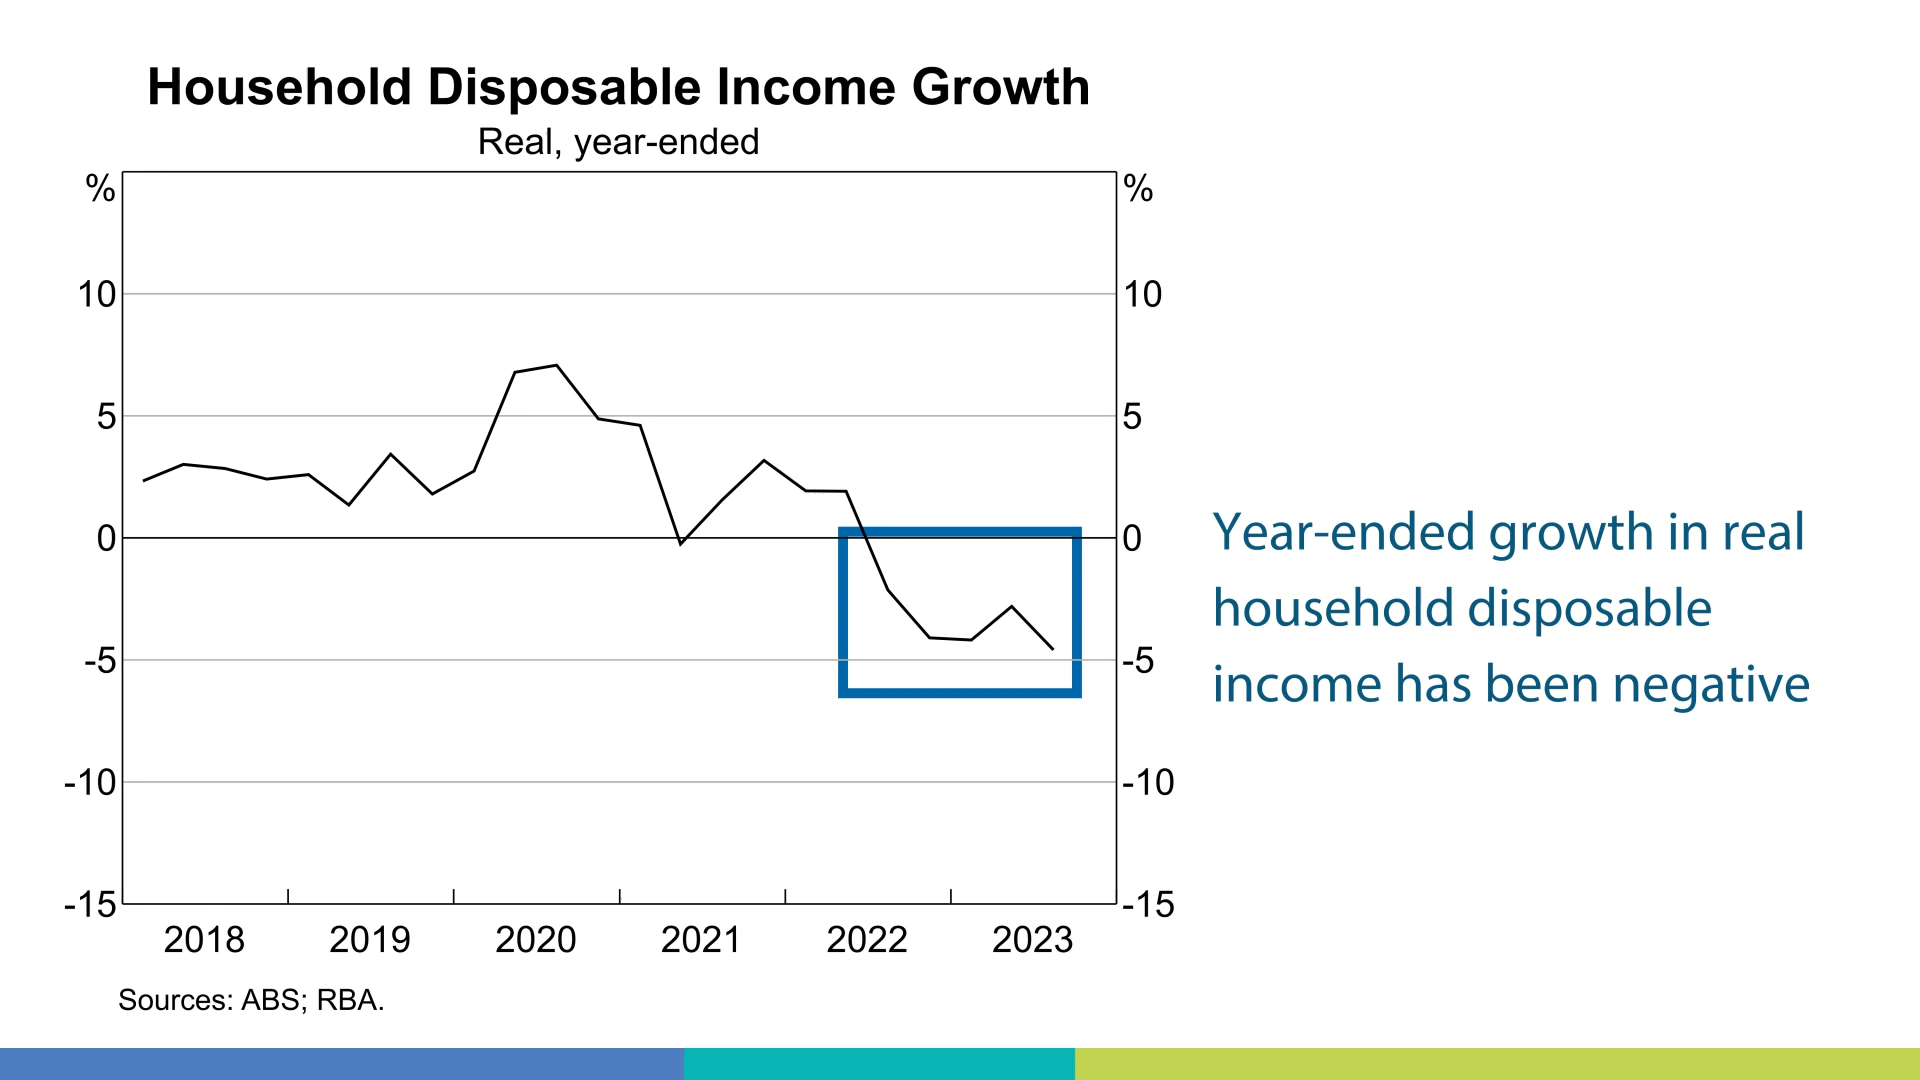 Household Disposable Income Growth
Real, year-ended
% %
10 10
5 5
0 0
-5 -5
-10 -10
-15 -15
2018 2019 2020 2021 2022 2023
Sources: ABS; RBA.
Year-ended growth in real
household disposable
income has been negative